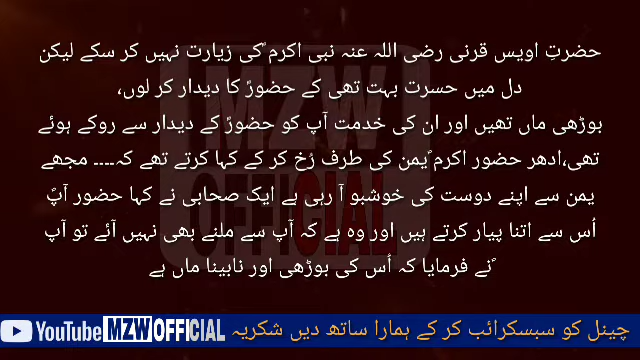 حضرتِ اویس قرنی رضی اللہ عنہ نبی اکرم ؐکی زیارت نہیں کر سکے لیکن
دل میں حسرت بہت تھی کے حضورؐ کا دیدار کر لوں،
بوڑھی ماں تھیں اور ان کی خدمت آپ کو حضورؐ کے دیدار سے روکے ہوئے
تھی،ادھر حضور اکرم ؐیمن کی طرف رُخ کر کے کہا کرتے تھے کہ۔۔۔۔ مجھے
یمن سے اپنے دوست کی خوشبو آ رہی ہے ایک صحابی نے کہا حضور آپؐ
اُس سے اتنا پیار کرتے ہیں اور وہ ہے کہ آپ سے ملنے بھی نہیں آئے تو آپ
ؐنے فرمایا کہ اُس کی بوڑھی اور نابینا ماں ہے
MZW
OFFICIAL
YouTube MZW OFFICIAL چینل کو سبسکرائب کر کے ہمارا ساتھ دیں شکریہ